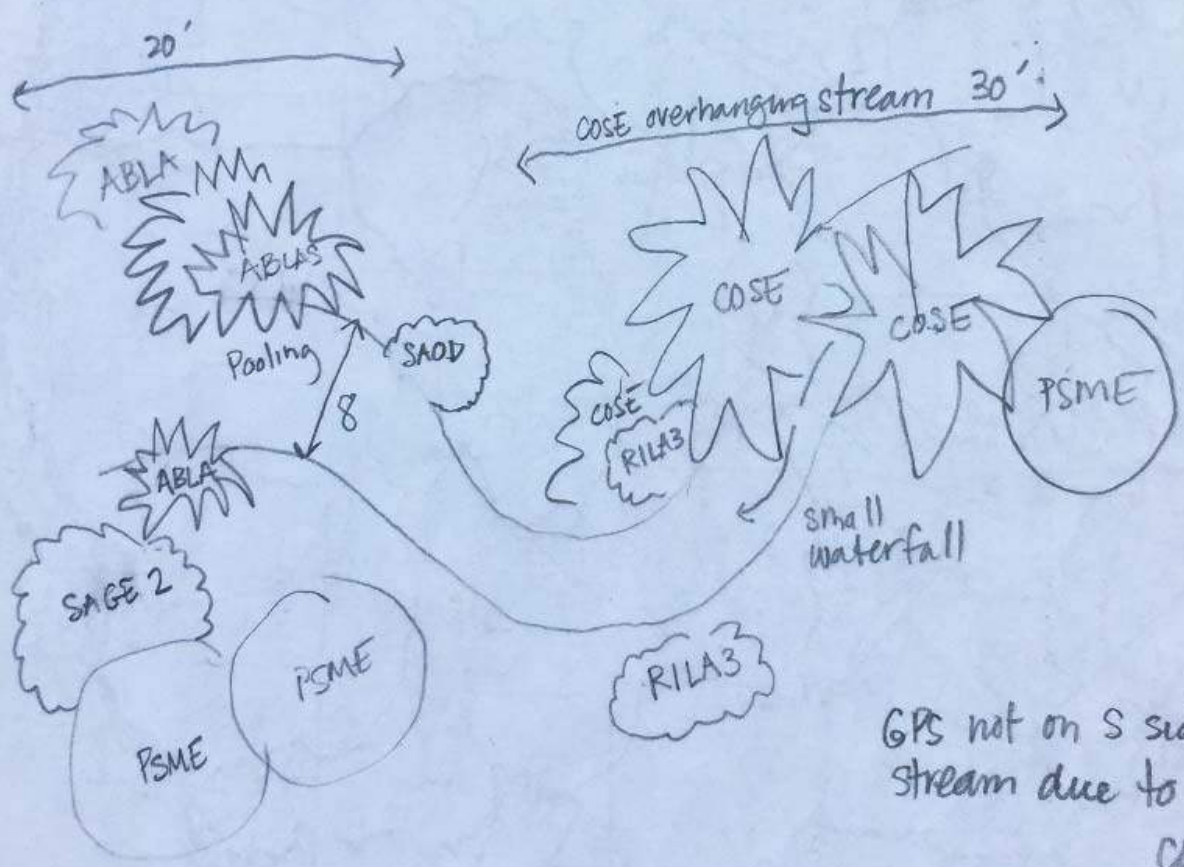 20'
COSE overhanging stream 30'
ABLA
ABLAS
COSE
COSE
Pooling
SAOD
PSME
8
COSE
RILA3
ABLA
small
waterfall
SAGE 2
PSME
RILA3
PSME
GPS not on S
stream due to